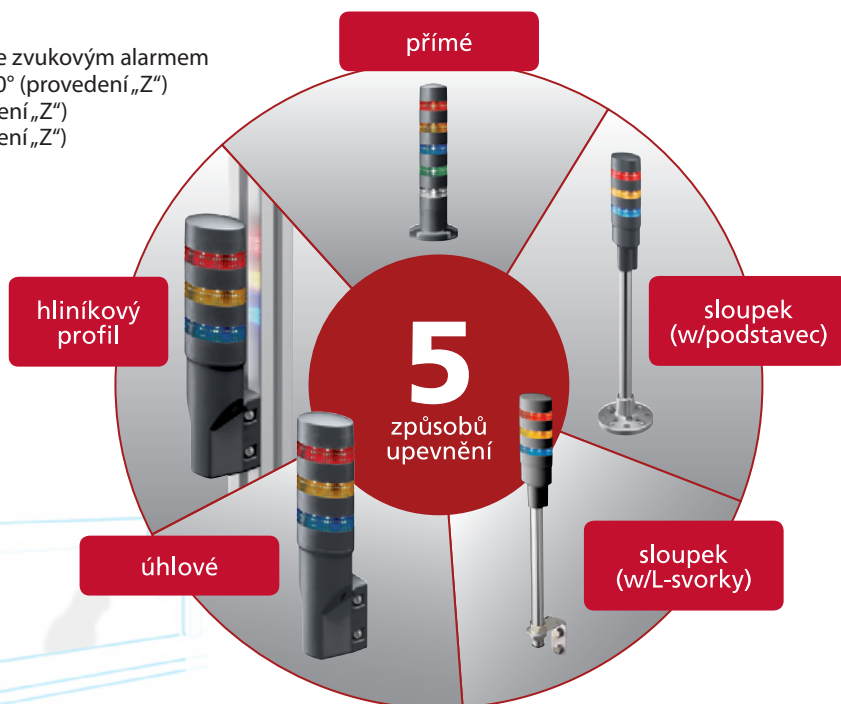 e zvukovým alarmem
0° (provedení „Z“)
ení „Z“)
ení „Z“)
přímé
hliníkový
profil
sloupek
(w/podstavec)
5
způsobů
upevnění
úhlové
sloupek
(w/L-svorky)